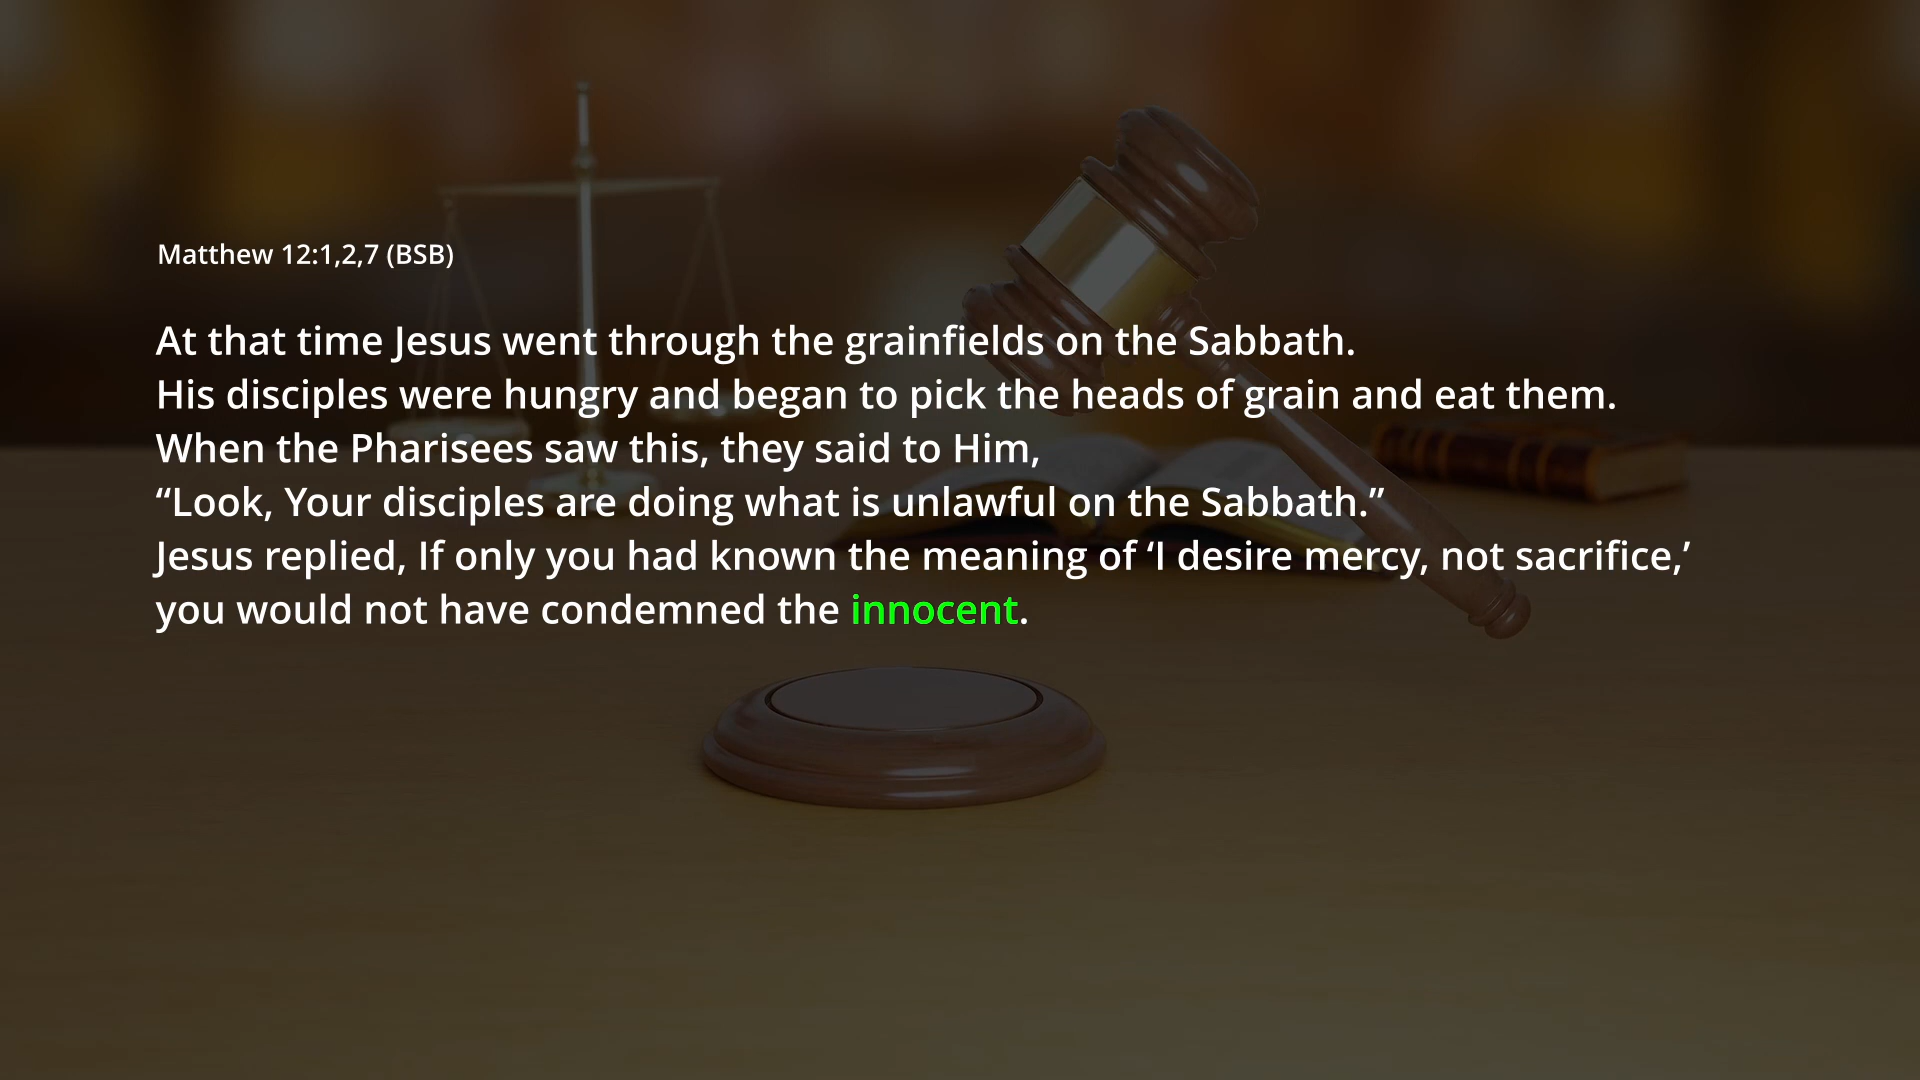 Matthew 12:1,2,7 (BSB)
At that time Jesus went through the grainfields on the Sabbath.
His disciples were hungry and began to pick the heads of grain and eat them.
When the Pharisees saw this, they said to Him,
“Look, Your disciples are doing what is unlawful on the Sabbath.”
Jesus replied, If only you had known the meaning of ‘I desire mercy, not sacrifice,’
you would not have condemned the innocent.